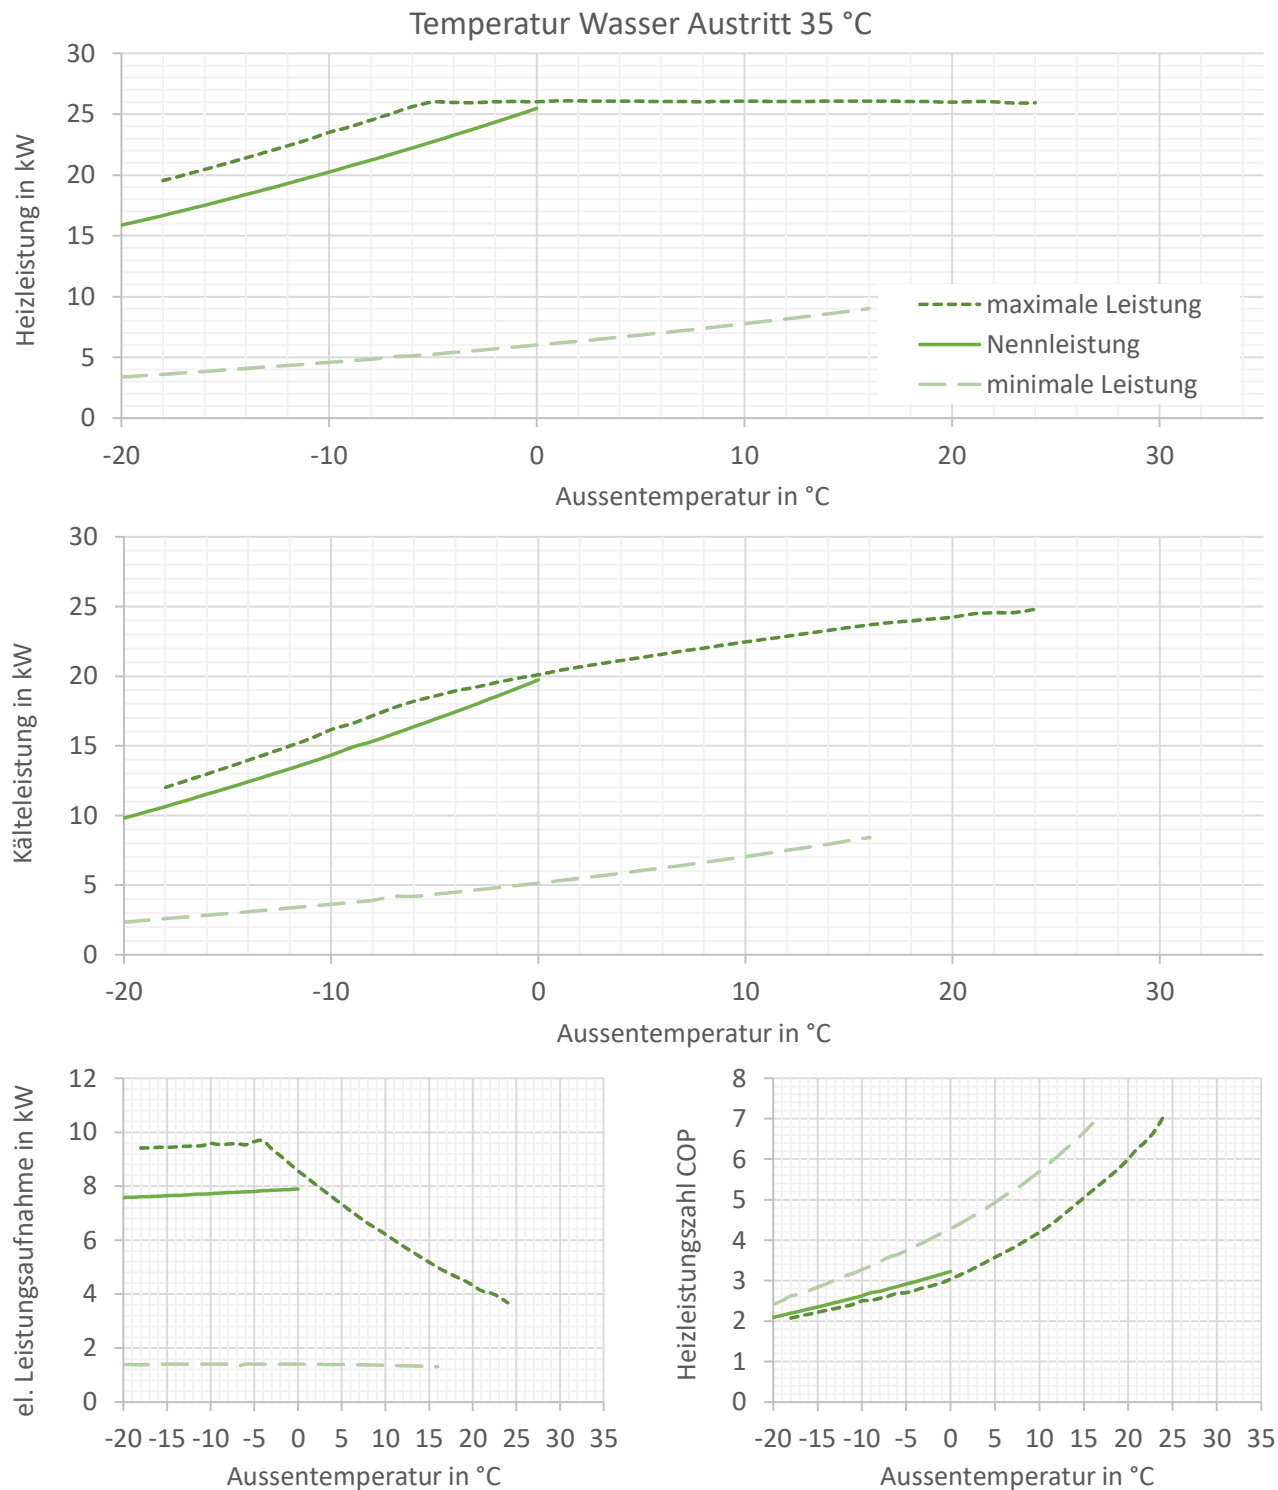 Temperatur Wasser Austritt 35 °C
Heizleistung in kW
30
25
20
15
10
5
0
maximale Leistung
Nennleistung
minimale Leistung
-20 -10 0 10 20 30
Aussentemperatur in °C
Kälteleistung in kW
30
25
20
15
10
5
0
-20 -10 0 10 20 30
Aussentemperatur in °C
el. Leistungsaufnahme in kW
12
10
8
6
4
2
0
-20 -15 -10 -5 0 5 10 15 20 25 30 35
Aussentemperatur in °C
Heizleistungszahl COP
8
7
6
5
4
3
2
1
0
-20 -15 -10 -5 0 5 10 15 20 25 30 35
Aussentemperatur in °C